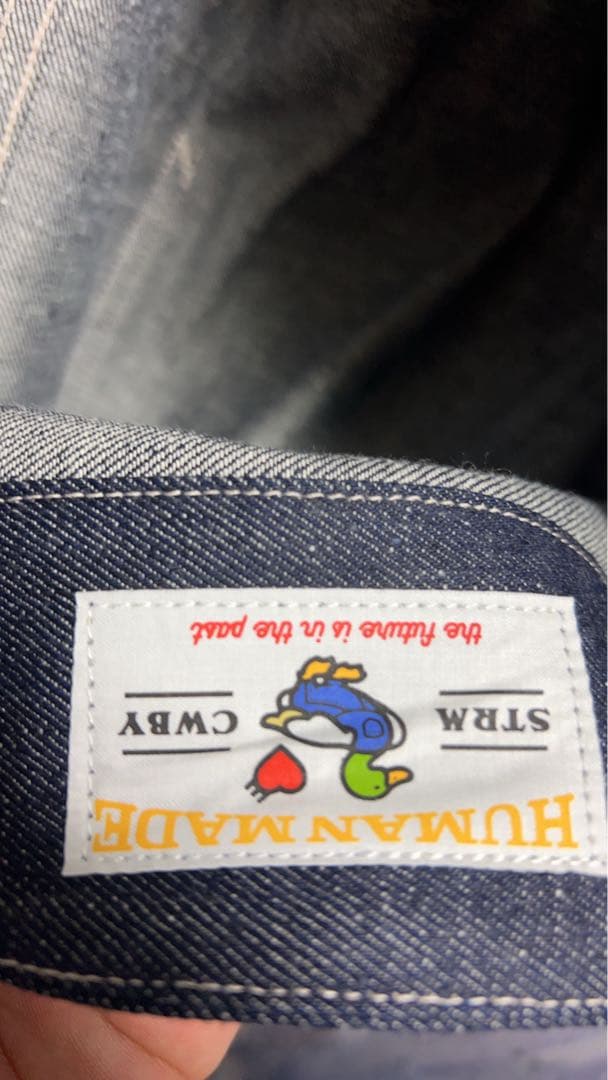 HUMAN MADE
STRM CWBY
the future is in the past